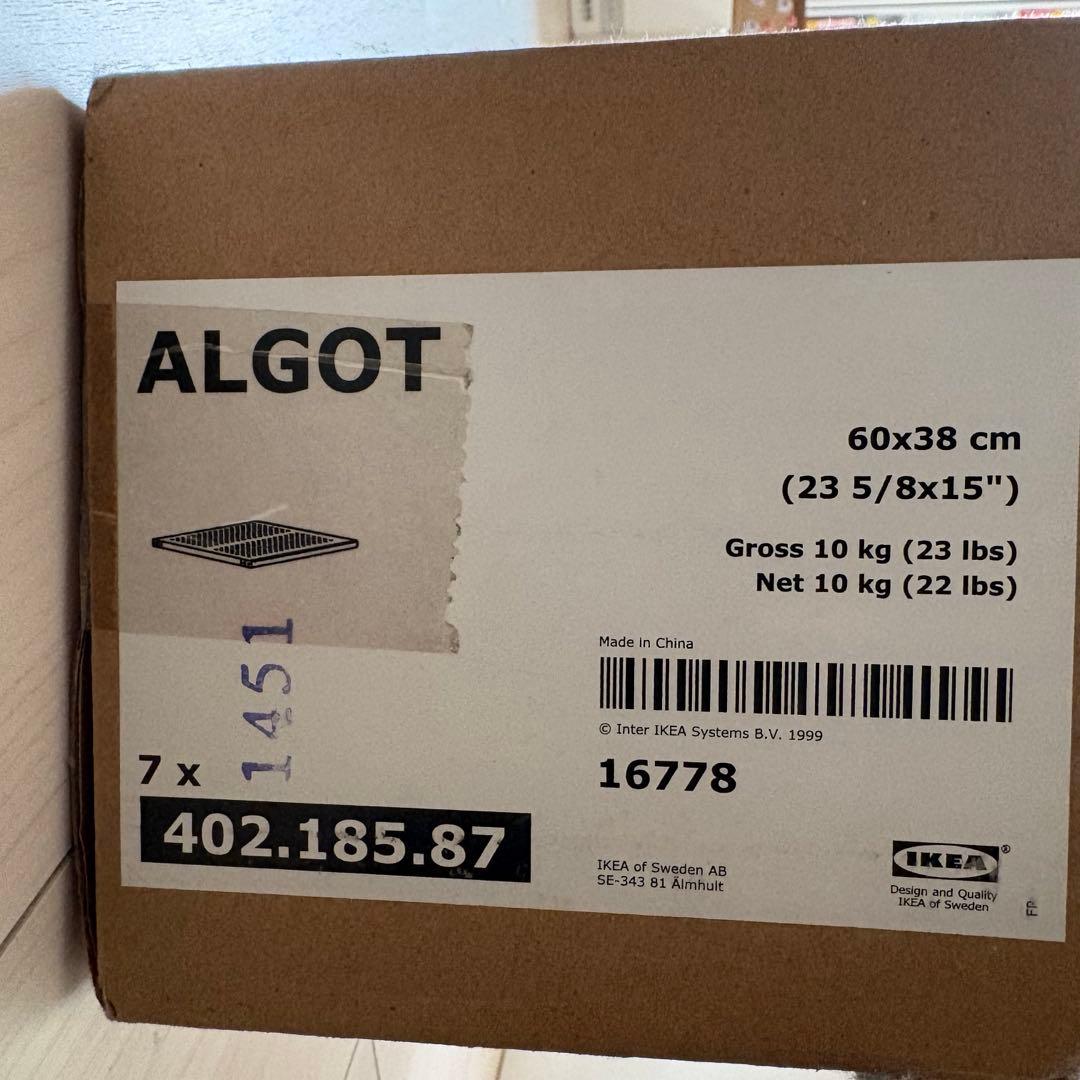 ALGOT
60x38 cm
(23 5/8x15")
Gross 10 kg (23 lbs)
Net 10 kg (22 lbs)
Made in China
© Inter IKEA Systems B.V. 1999
16778
1451
7 x
402.185.87
IKEA of Sweden AB
SE-343 81 Älmhult
IKEA®
Design and Quality
IKEA of Sweden
FP